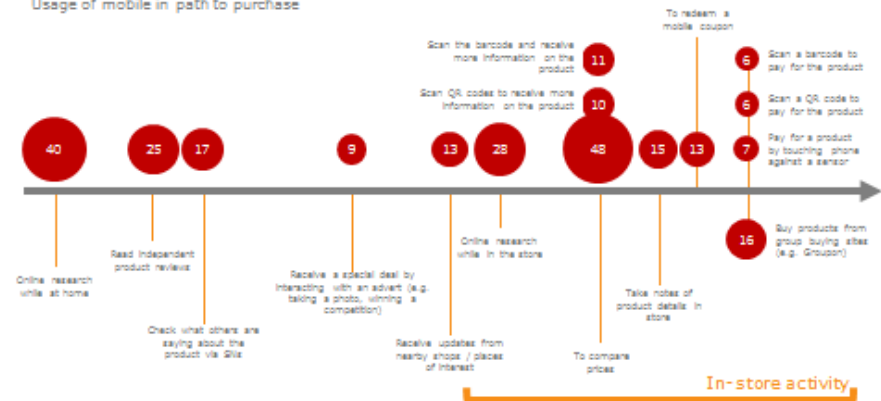 Usage of mobile in path to purchase
To redeem a
mobile coupon
Scan the barcode and receive
more information on the
product
11
6
Scan a barcode to
pay for the product
Scan QR codes to receive more
information on the product
10
6
Scan a QR code to
pay for the product
40
25
17
9
13
28
48
15
13
7
Pay for a product
by touching phone
against a sensor
16
Buy products from
group buying sites
(e.g. Groupon)
Online research
while at home
Read independent
product reviews
Check what others are
saying about the
product via SNs
Receive a special deal by
interacting with an advert (e.g.
taking a photo, winning a
competition)
Receive updates from
nearby shops / places
of interest
Online research
while in the store
To compare
prices
Take notes of
product details in
store
In-store activity